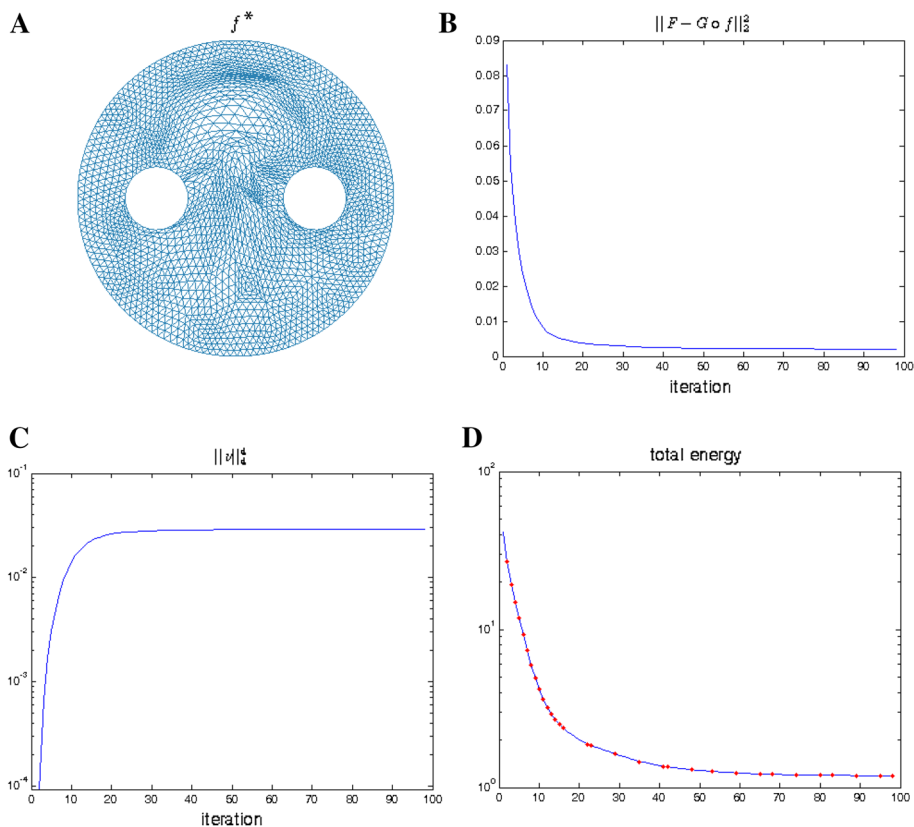 A
f*
B
||F − G ∘ f||₂²
0.09
0.08
0.07
0.06
0.05
0.04
0.03
0.02
0.01
0
0 10 20 30 40 50 60 70 80 90 100
iteration
C
||ν||₄⁴
10⁻¹
10⁻²
10⁻³
10⁻⁴
0 10 20 30 40 50 60 70 80 90 100
iteration
D
total energy
10²
10¹
10⁰
0 10 20 30 40 50 60 70 80 90 100